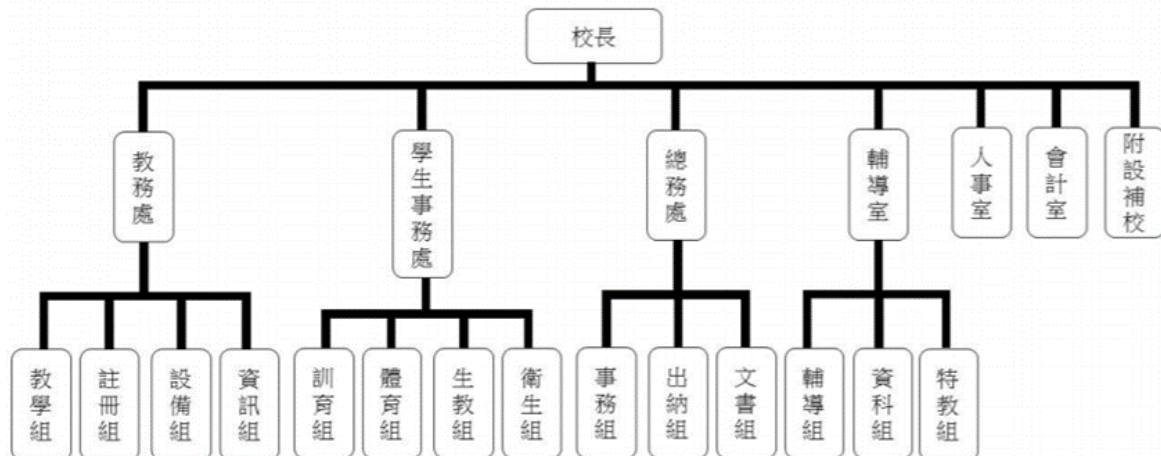 校長
教務處
學生事務處
總務處
輔導室
人事室
會計室
附設補校
教學組
註冊組
設備組
資訊組
訓育組
體育組
生教組
衛生組
事務組
出納組
文書組
輔導組
資科組
特教組